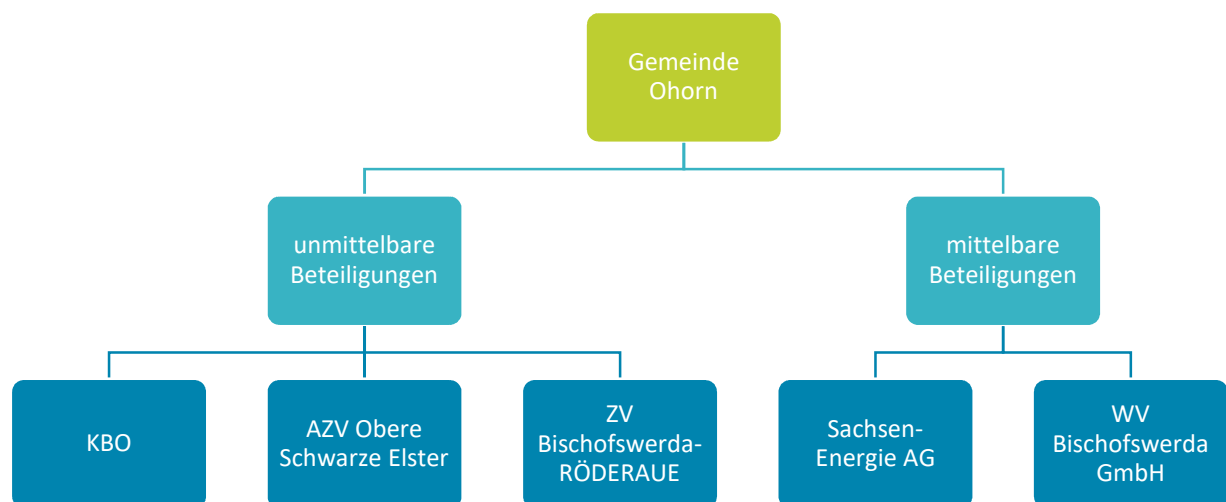 Gemeinde
Ohorn
unmittelbare
Beteiligungen
mittelbare
Beteiligungen
KBO
AZV Obere
Schwarze Elster
ZV
Bischofswerda-
RÖDERAUE
Sachsen-
Energie AG
WV
Bischofswerda
GmbH